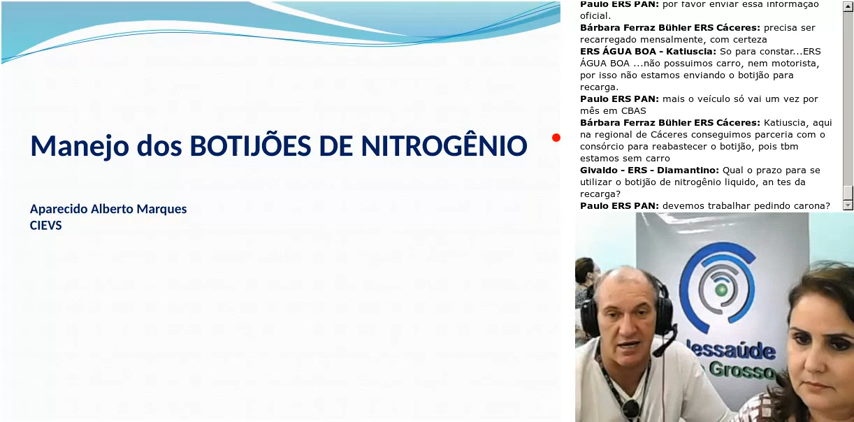 Manejo dos BOTIJÕES DE NITROGÊNIO
Aparecido Alberto Marques
CIEVS
Paulo ERS PAN: por favor enviar essa informação
oficial.
Bárbara Ferraz Bühler ERS Cáceres: precisa ser
recarregado mensalmente, com certeza
ERS ÁGUA BOA - Katiuscia: So para constar...ERS
ÁGUA BOA ...não possuimos carro, nem motorista,
por isso não estamos enviando o botijão para
recarga.
Paulo ERS PAN: mais o veículo só vai um vez por
mês em CBAS
Bárbara Ferraz Bühler ERS Cáceres: Katiuscia, aqui
na regional de Cáceres conseguimos parceria com o
consórcio para reabastecer o botijão, pois tbm
estamos sem carro
Givaldo - ERS - Diamantino: Qual o prazo para se
utilizar o botijão de nitrogênio liquido, an tes da
recarga?
Paulo ERS PAN: devemos trabalhar pedindo carona?
lessaúde
Grosso